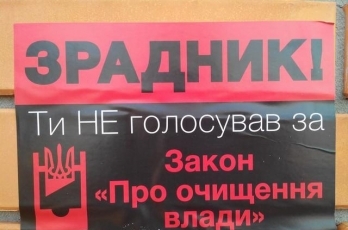 ЗРАДНИК!
Ти НЕ голосував за
Закон
«Про очищення
влади»